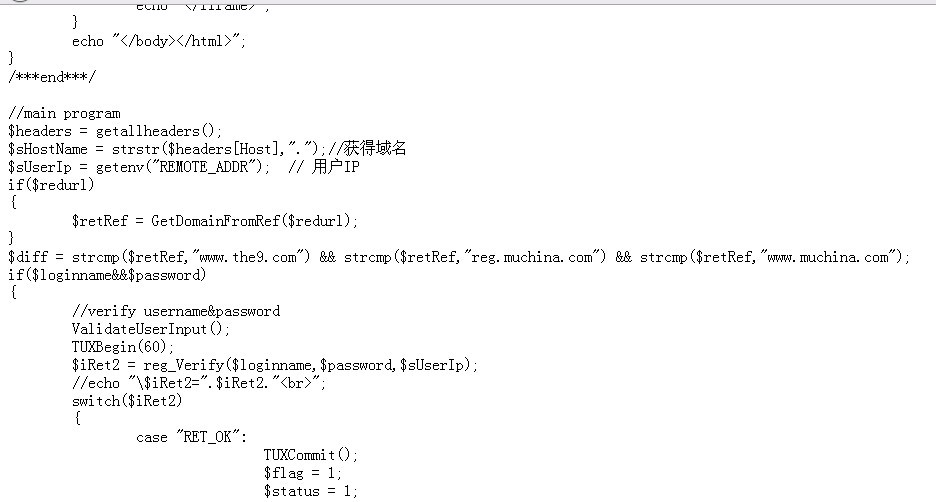 echo "</iframe>";
}
echo "</body></html>";
}
/***end***/
//main program
$headers = getallheaders();
$sHostName = strstr($headers[Host],".");//获得域名
$sUserIp = getenv("REMOTE_ADDR");  // 用户IP
if($redurl)
{
$retRef = GetDomainFromRef($redurl);
}
$diff = strcmp($retRef,"www.the9.com") && strcmp($retRef,"reg.muchina.com") && strcmp($retRef,"www.muchina.com");
if($loginname&&$password)
{
//verify username&password
ValidateUserInput();
TUXBegin(60);
$iRet2 = reg_Verify($loginname,$password,$sUserIp);
//echo "\$iRet2=".$iRet2."<br>";
switch($iRet2)
{
case "RET_OK":
TUXCommit();
$flag = 1;
$status = 1;